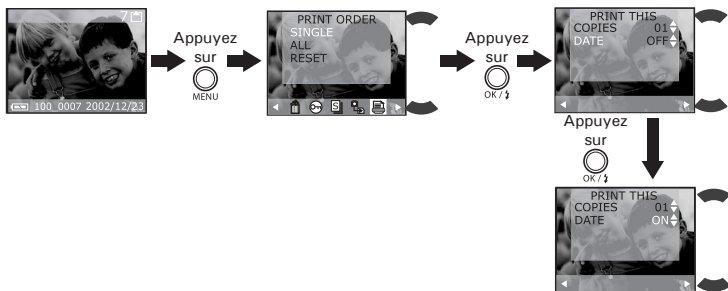 7
100_0007 2002/12/23
Appuyez
sur
MENU
PRINT ORDER
SINGLE
ALL
RESET
S
Appuyez
sur
OK /
PRINT THIS
COPIES 01
DATE OFF
Appuyez
sur
OK /
PRINT THIS
COPIES 01
DATE ON